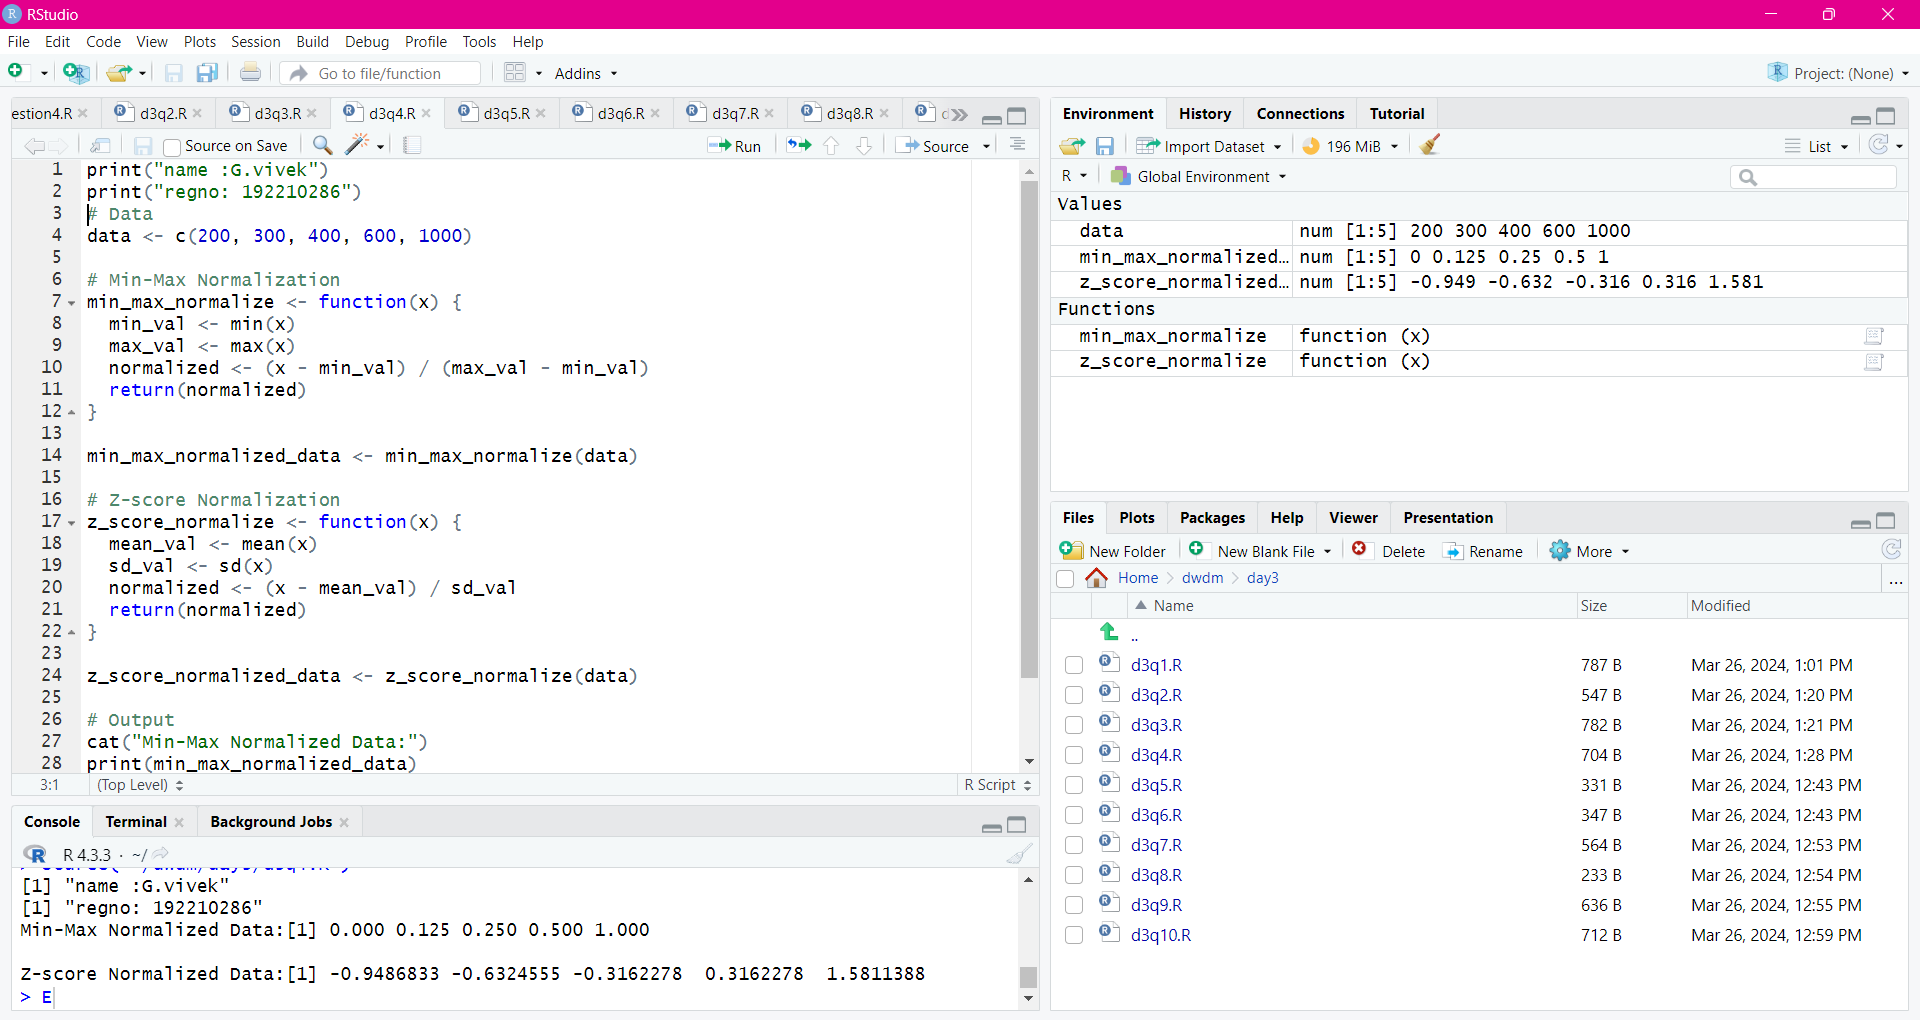 RStudio
File Edit Code View Plots Session Build Debug Profile Tools Help
Go to file/function Addins Project: (None)
estion4.R d3q2.R d3q3.R d3q4.R d3q5.R d3q6.R d3q7.R d3q8.R
Source on Save Run Source
1 print("name :G.vivek")
2 print("regno: 192210286")
3 # Data
4 data <- c(200, 300, 400, 600, 1000)
5
6 # Min-Max Normalization
7 min_max_normalize <- function(x) {
8 min_val <- min(x)
9 max_val <- max(x)
10 normalized <- (x - min_val) / (max_val - min_val)
11 return(normalized)
12 }
13
14 min_max_normalized_data <- min_max_normalize(data)
15
16 # Z-score Normalization
17 z_score_normalize <- function(x) {
18 mean_val <- mean(x)
19 sd_val <- sd(x)
20 normalized <- (x - mean_val) / sd_val
21 return(normalized)
22 }
23
24 z_score_normalized_data <- z_score_normalize(data)
25
26 # Output
27 cat("Min-Max Normalized Data:")
28 print(min_max_normalized_data)
3:1 (Top Level) R Script
Console Terminal Background Jobs
R 4.3.3 · ~/
[1] "name :G.vivek"
[1] "regno: 192210286"
Min-Max Normalized Data:[1] 0.000 0.125 0.250 0.500 1.000
Z-score Normalized Data:[1] -0.9486833 -0.6324555 -0.3162278 0.3162278 1.5811388
> E
Environment History Connections Tutorial
Import Dataset 196 MiB List
R Global Environment
Values
data num [1:5] 200 300 400 600 1000
min_max_normalized… num [1:5] 0 0.125 0.25 0.5 1
z_score_normalized… num [1:5] -0.949 -0.632 -0.316 0.316 1.581
Functions
min_max_normalize function (x)
z_score_normalize function (x)
Files Plots Packages Help Viewer Presentation
New Folder New Blank File Delete Rename More
Home dwdm day3 ...
Name Size Modified
..
d3q1.R 787 B Mar 26, 2024, 1:01 PM
d3q2.R 547 B Mar 26, 2024, 1:20 PM
d3q3.R 782 B Mar 26, 2024, 1:21 PM
d3q4.R 704 B Mar 26, 2024, 1:28 PM
d3q5.R 331 B Mar 26, 2024, 12:43 PM
d3q6.R 347 B Mar 26, 2024, 12:43 PM
d3q7.R 564 B Mar 26, 2024, 12:53 PM
d3q8.R 233 B Mar 26, 2024, 12:54 PM
d3q9.R 636 B Mar 26, 2024, 12:55 PM
d3q10.R 712 B Mar 26, 2024, 12:59 PM